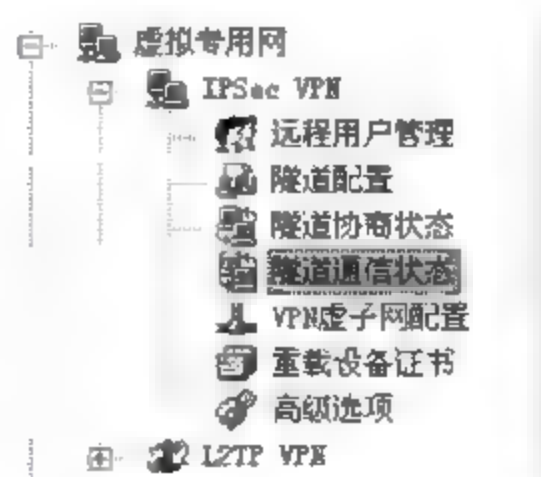 虚拟专用网
IPSec VPN
远程用户管理
隧道配置
隧道协商状态
隧道通信状态
VPN虚子网配置
重载设备证书
高级选项
L2TP VPN